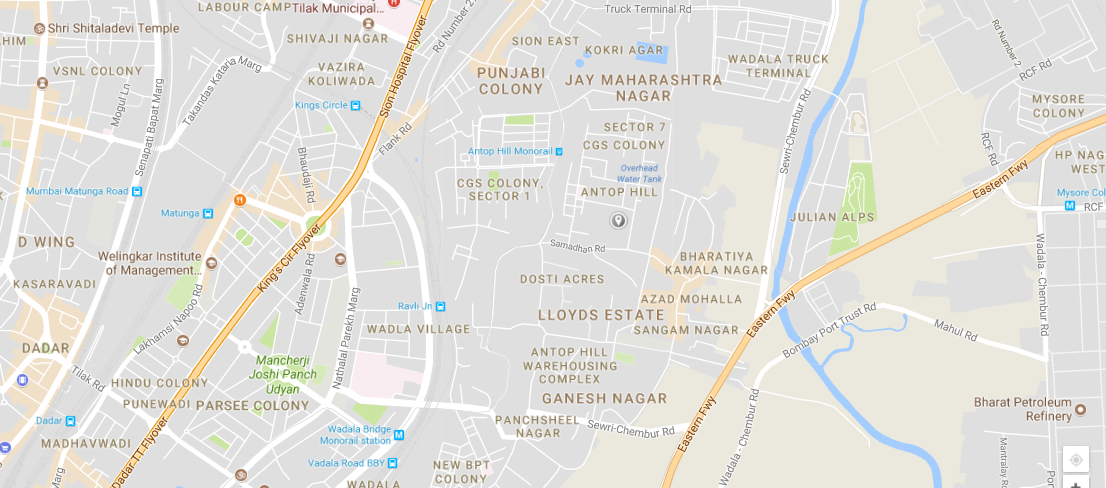 LABOUR CAMP
Tilak Municipal...
Truck Terminal Rd
Shri Shitaladevi Temple
SHIVAJI NAGAR
Rd Number 2
Rd Number 2
SION EAST
KOKRI AGAR
VAZIRA
KOLIWADA
VSNL COLONY
Takandas Kataria Marg
Sion Hospital Flyover
PUNJABI
COLONY
JAY MAHARASHTRA
NAGAR
WADALA TRUCK
TERMINAL
RCF Rd
MYSORE
COLONY
Mogul Ln
Senapati Bapat Marg
Kings Circle
Flank Rd
SECTOR 7
CGS COLONY
Sewri-Chembur Rd
RCF Rd
Antop Hill Monorail
Bhaudaji Rd
Overhead
Water Tank
HP NAG
WEST
Eastern Fwy
Mumbai Matunga Road
CGS COLONY,
SECTOR 1
ANTOP HILL
Mysore Col
RCF
Matunga
JULIAN ALPS
D WING
Welingkar Institute
of Management...
King's Cir Flyover
Samadhan Rd
BHARATIYA
KAMALA NAGAR
KASARAVADI
Adenwala Rd
DOSTI ACRES
Wadala - Chembur Rd
Lakhamsi Napoo Rd
Nathalal Parekh Marg
Ravli Jn
WADLA VILLAGE
LLOYDS ESTATE
AZAD MOHALLA
SANGAM NAGAR
Eastern Fwy
Bombay Port Trust Rd
Mahul Rd
DADAR
Tilak Rd
Mancherji
Joshi Panch
Udyan
HINDU COLONY
ANTOP HILL
WAREHOUSING
COMPLEX
PUNEWADI
PARSEE COLONY
GANESH NAGAR
Bharat Petroleum
Refinery
Dadar
Dadar TT Flyover
PANCHSHEEL
NAGAR
Sewri-Chembur Rd
Eastern Fwy
Wadala - Chembur Rd
MADHAVWADI
Wadala Bridge
Monorail station
Vadala Road BBY
NEW BPT
COLONY
WADALA
Marg
Mantralay Rd